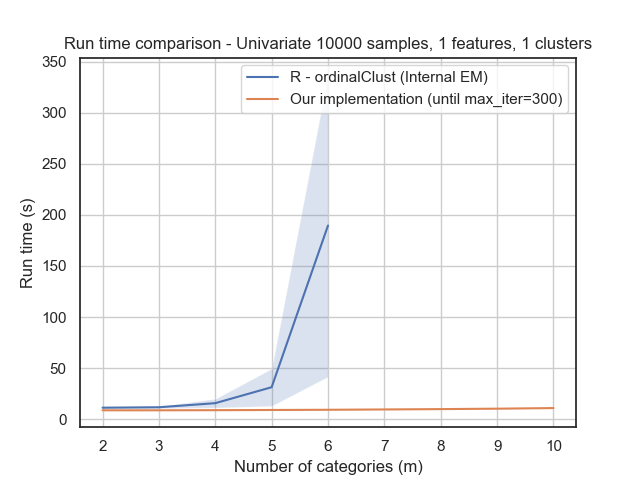 Run time comparison - Univariate 10000 samples, 1 features, 1 clusters
R - ordinalClust (Internal EM)
Our implementation (until max_iter=300)
350
300
250
200
150
100
50
0
Run time (s)
2 3 4 5 6 7 8 9 10
Number of categories (m)